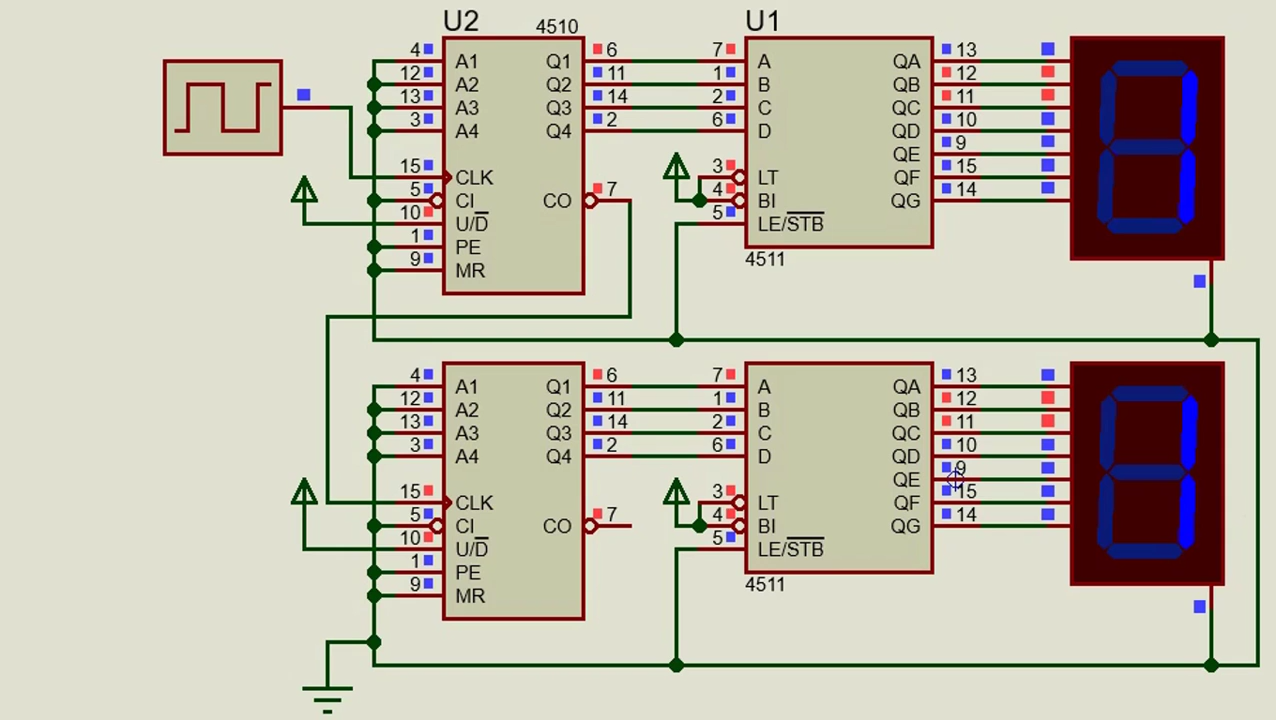 U2 4510 U1
4 A1 Q1 6 7 A QA 13
12 A2 Q2 11 1 B QB 12
13 A3 Q3 14 2 C QC 11
3 A4 Q4 2 6 D QD 10
QE 9
15 CLK 3 LT QF 15
5 CI CO 7 4 BI QG 14
10 U/D 5 LE/STB
1 PE
9 MR
4511
4 A1 Q1 6 7 A QA 13
12 A2 Q2 11 1 B QB 12
13 A3 Q3 14 2 C QC 11
3 A4 Q4 2 6 D QD 10
QE 9
15 CLK 3 LT QF 15
5 CI CO 7 4 BI QG 14
10 U/D 5 LE/STB
1 PE
9 MR
4511